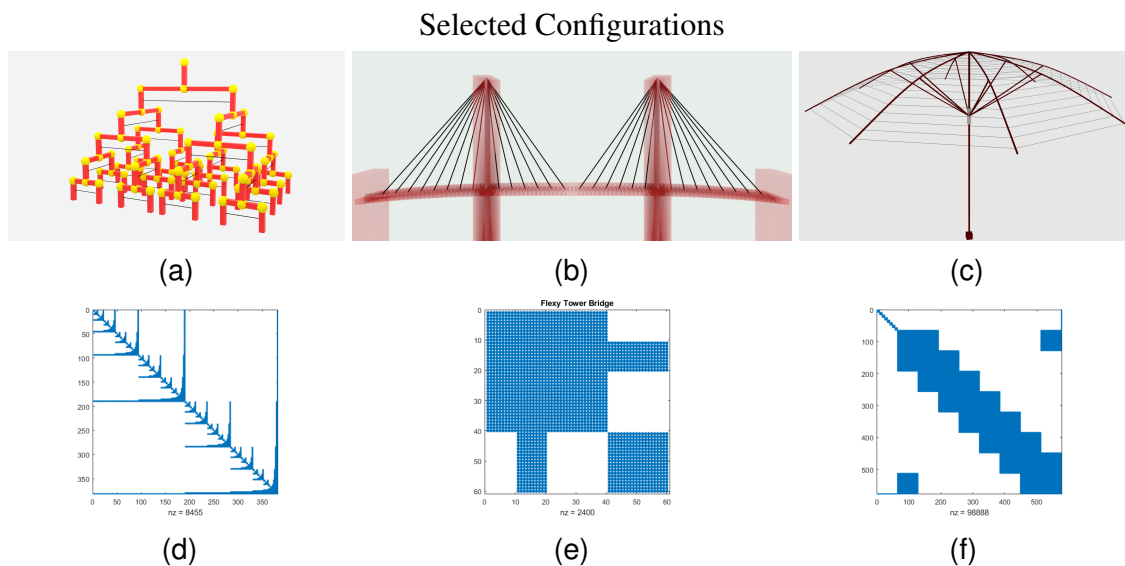 Selected Configurations
(a)
(b)
(c)
0
50
100
150
200
250
300
350
0 50 100 150 200 250 300 350
nz = 8455
Flexy Tower Bridge
0
10
20
30
40
50
60
0 10 20 30 40 50 60
nz = 2400
0
100
200
300
400
500
0 100 200 300 400 500
nz = 98888
(d)
(e)
(f)